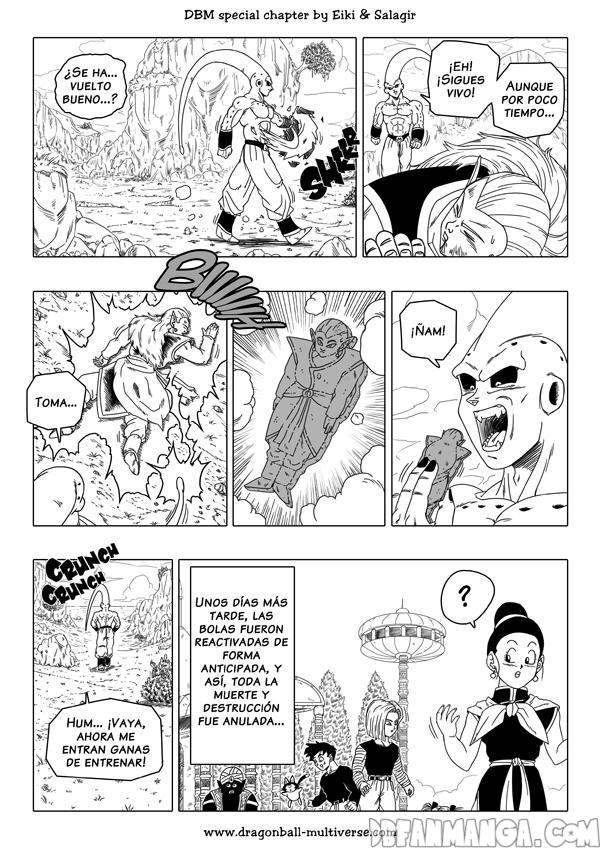 DBM special chapter by Eiki & Salagir
¿Se ha...
vuelto
bueno...?
SHEEP
¡Eh!
¡Sigues
vivo!
Aunque
por poco
tiempo...
Toma...
¡Ñam!
CRUNCH
CRUNCH
Hum... ¡Vaya,
ahora me
entran ganas
de entrenar!
Unos días más
tarde, las
bolas fueron
reactivadas de
forma
anticipada, y
así, toda la
muerte y
destrucción
fue anulada...
?
www.dragonball-multiverse.com
DBFANMANGA.COM